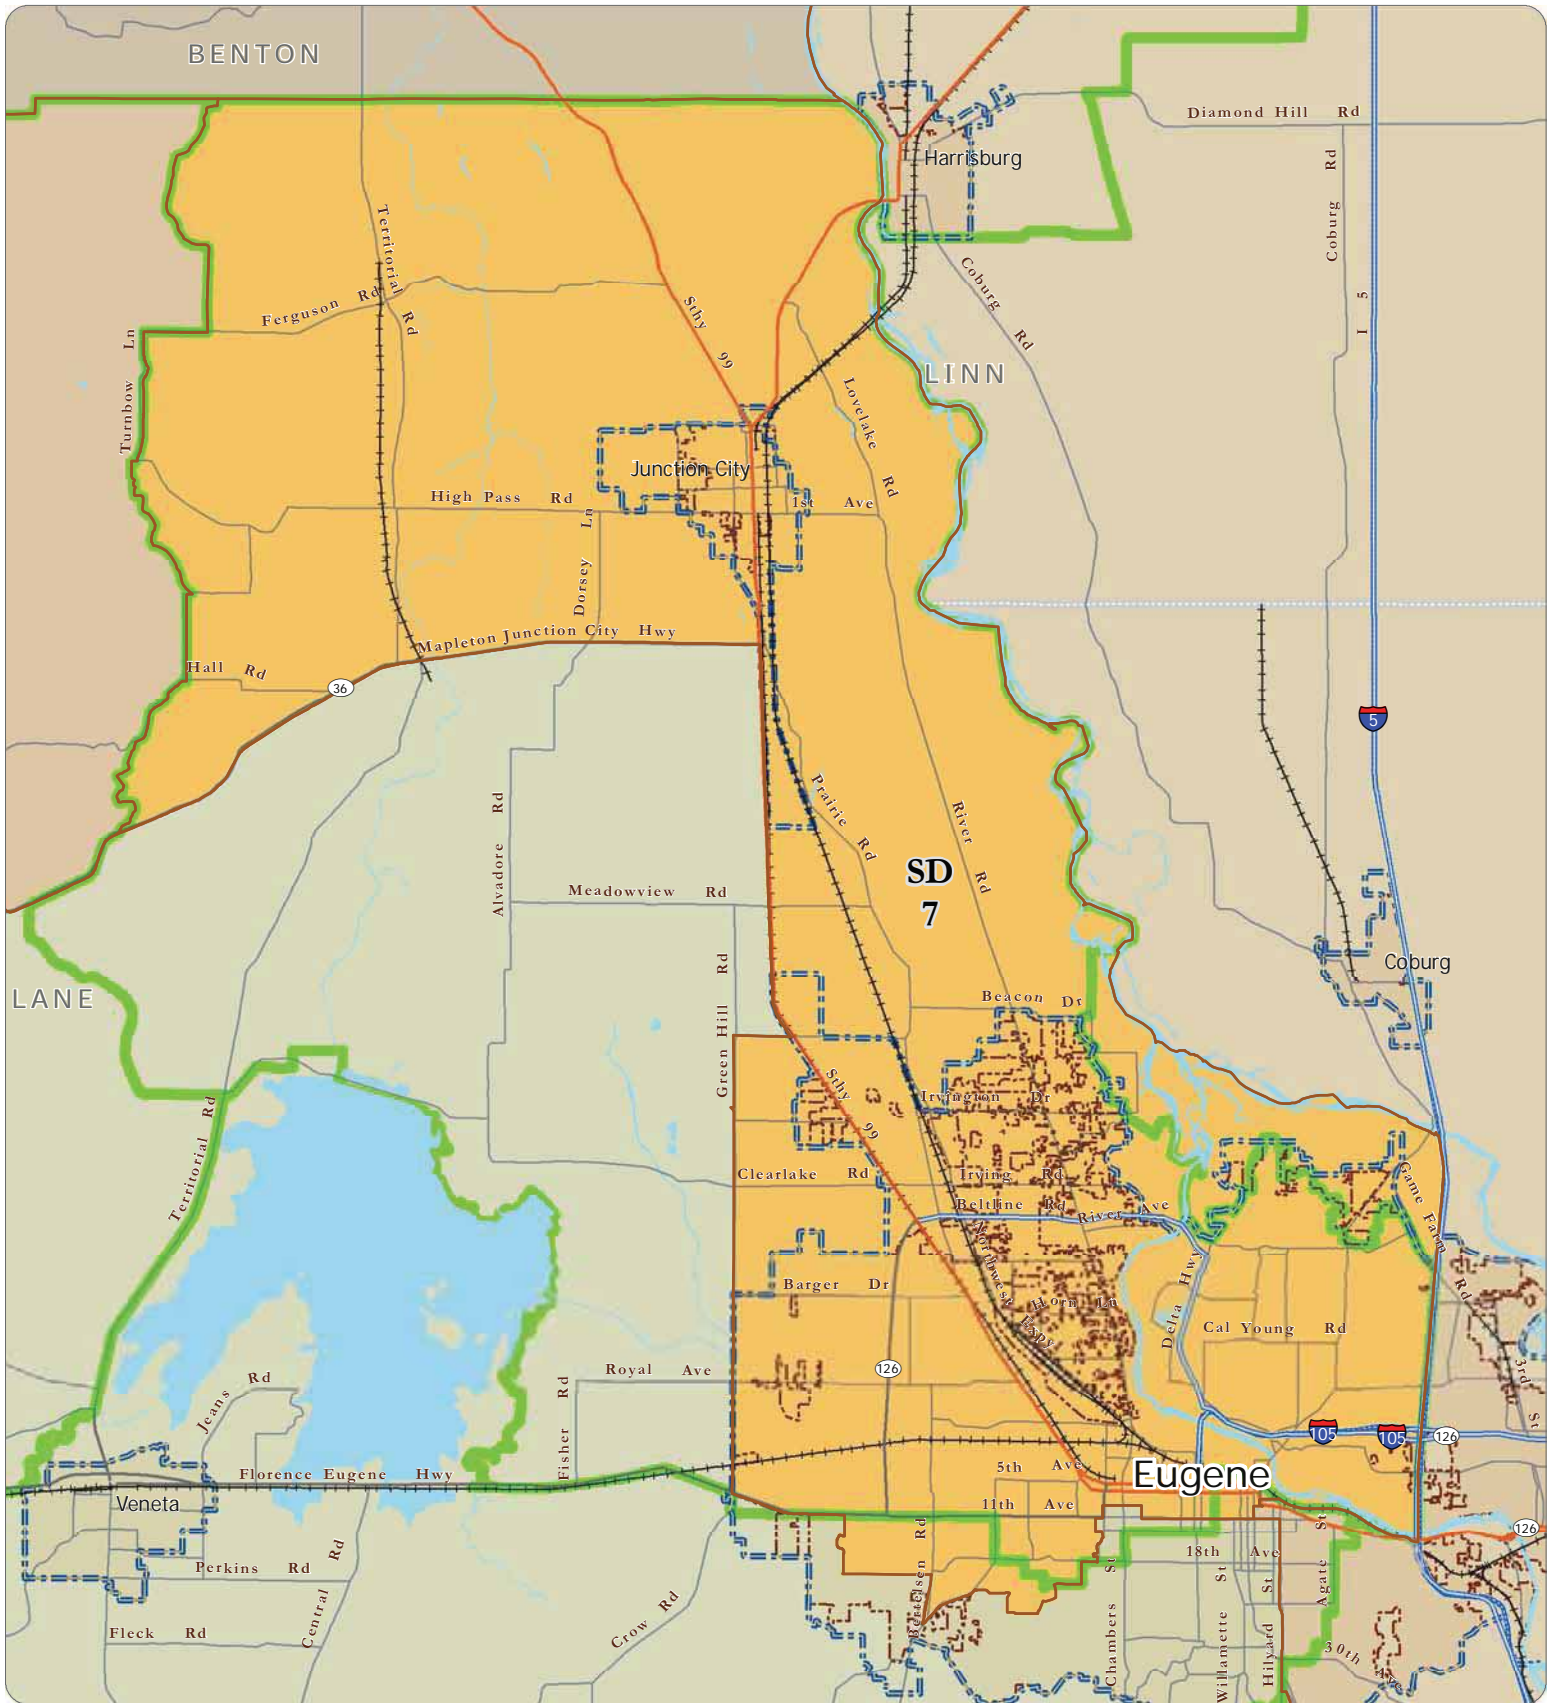 BENTON
Diamond Hill Rd
Harrisburg
Coburg Rd
Territorial Rd
Ferguson Rd
Coburg Rd
I 5
Sthy 99
Turnbow Ln
LINN
Lovelake Rd
Junction City
High Pass Rd
1st Ave
Dorsey Ln
Mapleton Junction City Hwy
Hall Rd
36
5
Prairie Rd
River Rd
Alvadore Rd
SD
7
Meadowview Rd
Green Hill Rd
Coburg
LANE
Beacon Dr
Sthy 99
Irvington Dr
Territorial Rd
Clearlake Rd
Irving Rd
Game Farm Rd
Beltline Rd
River Ave
Northwest Expy
Barger Dr
Horn Ln
Delta Hwy
Cal Young Rd
Royal Ave
126
Jeans Rd
3rd St
Fisher Rd
105
105
126
Florence Eugene Hwy
5th Ave
Eugene
Veneta
11th Ave
126
Bertelsen Rd
18th Ave
Perkins Rd
Central Rd
Crow Rd
Chambers St
Willamette St
Hilyard St
Agate St
Fleck Rd
30th Ave